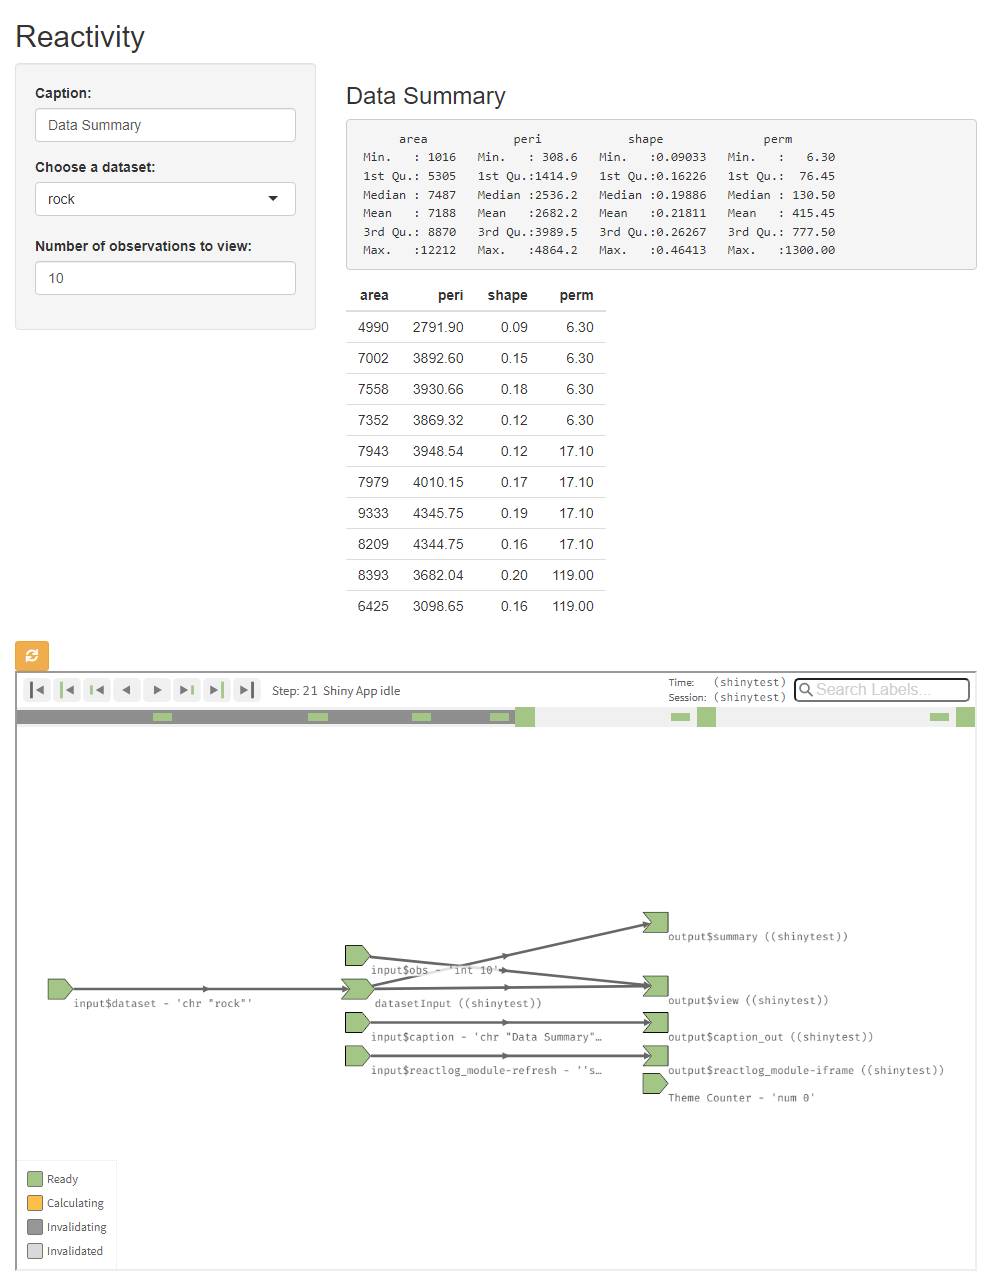 Reactivity
Caption:
Data Summary
Choose a dataset:
rock
Number of observations to view:
10
Data Summary
area peri shape perm
Min. : 1016 Min. : 308.6 Min. :0.09033 Min. : 6.30
1st Qu.: 5305 1st Qu.:1414.9 1st Qu.:0.16226 1st Qu.: 76.45
Median : 7487 Median :2536.2 Median :0.19886 Median : 130.50
Mean : 7188 Mean :2682.2 Mean :0.21811 Mean : 415.45
3rd Qu.: 8870 3rd Qu.:3989.5 3rd Qu.:0.26267 3rd Qu.: 777.50
Max. :12212 Max. :4864.2 Max. :0.46413 Max. :1300.00
area peri shape perm
4990 2791.90 0.09 6.30
7002 3892.60 0.15 6.30
7558 3930.66 0.18 6.30
7352 3869.32 0.12 6.30
7943 3948.54 0.12 17.10
7979 4010.15 0.17 17.10
9333 4345.75 0.19 17.10
8209 4344.75 0.16 17.10
8393 3682.04 0.20 119.00
6425 3098.65 0.16 119.00
Step: 21 Shiny App idle
Time: (shinytest)
Session: (shinytest)
Search Labels...
output$summary ((shinytest))
input$obs - 'int 10'
input$dataset - 'chr "rock"'
datasetInput ((shinytest))
output$view ((shinytest))
input$caption - 'chr "Data Summary"…
output$caption_out ((shinytest))
input$reactlog_module-refresh - ''s…
output$reactlog_module-iframe ((shinytest))
Theme Counter - 'num 0'
Ready
Calculating
Invalidating
Invalidated